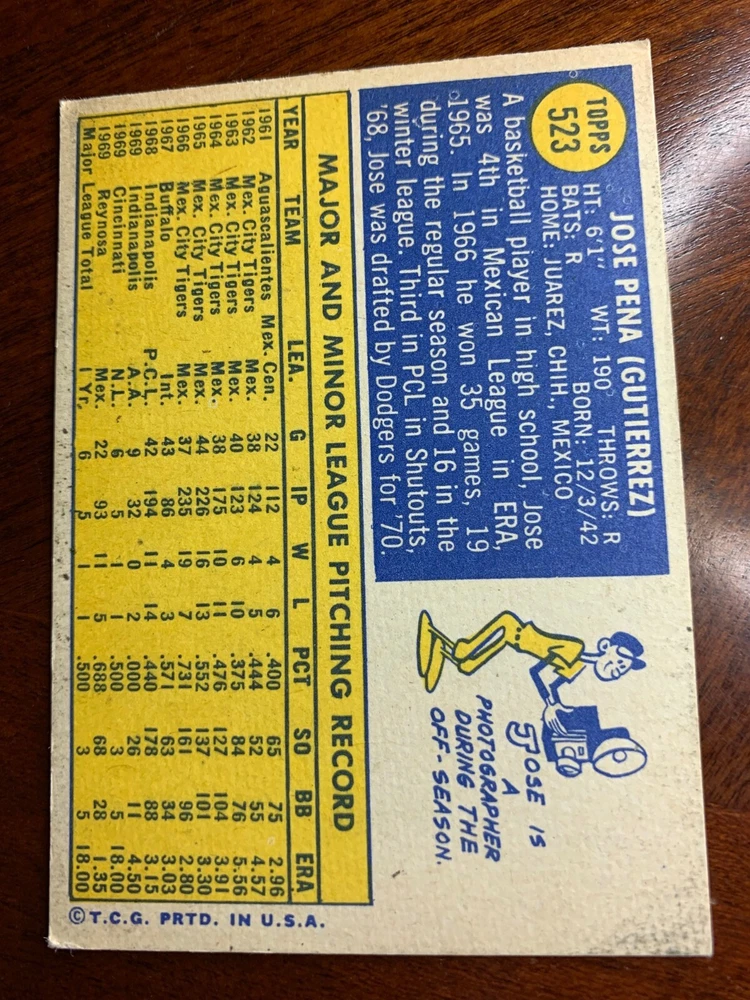 TOPPS
523
JOSE PENA (GUTIERREZ)
HT: 6'1" WT: 190 THROWS: R
BATS: R BORN: 12/3/42
HOME: JUAREZ, CHIH., MEXICO
A basketball player in high school, Jose
was 4th in Mexican League in ERA,
1965. In 1966 he won 35 games, 19
during the regular season and 16 in the
winter league. Third in PCL in Shutouts,
'68, Jose was drafted by Dodgers for '70.
JOSE IS
A
PHOTOGRAPHER
DURING THE
OFF-SEASON.
MAJOR AND MINOR LEAGUE PITCHING RECORD
YEAR TEAM LEA. G IP W L PCT SO BB ERA
1961 Aguascalientes Mex. Cen. 22 112 4 6 .400 65 75 2.96
1962 Mex. City Tigers Mex. 38 124 4 5 .444 52 55 4.57
1963 Mex. City Tigers Mex. 40 123 6 10 .375 84 76 5.56
1964 Mex. City Tigers Mex. 38 175 10 11 .476 127 104 3.91
1965 Mex. City Tigers Mex. 44 226 16 13 .552 137 101 3.30
1966 Mex. City Tigers Mex. 37 235 19 7 .731 161 96 2.80
1967 Buffalo Int. 43 86 4 3 .571 63 34 3.03
1968 Indianapolis P.C.L. 42 194 11 14 .440 178 88 3.15
1969 Indianapolis A.A. 9 32 0 2 .000 26 11 4.50
1969 Cincinnati N.L. 6 5 1 1 .500 3 5 18.00
1969 Reynosa Mex. 22 93 11 5 .688 68 28 1.35
Major League Total 1 Yr. 6 5 1 1 .500 3 5 18.00
© T.C.G. PRTD. IN U.S.A.